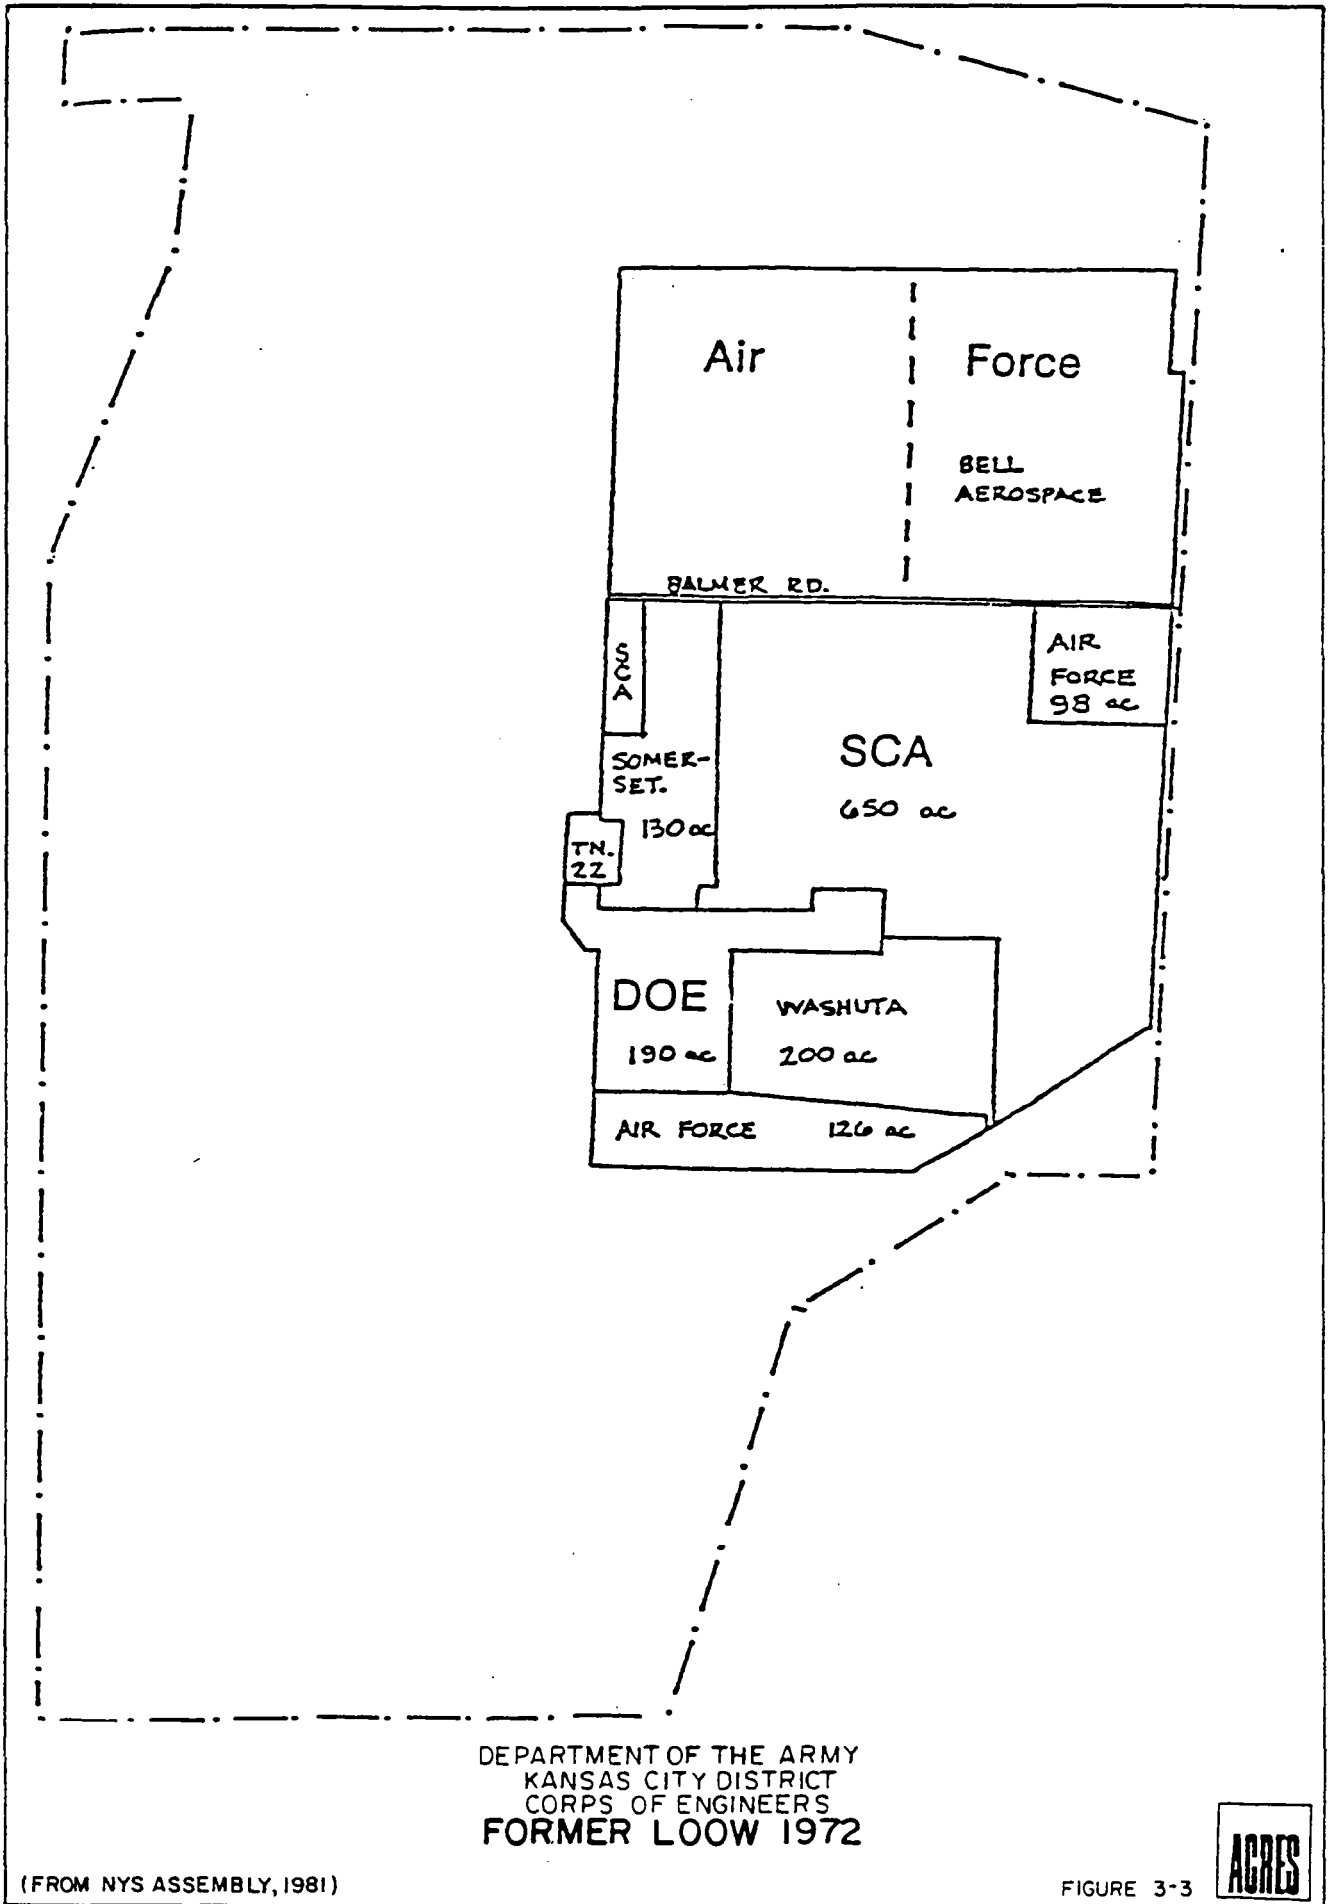 Air
Force
BELL
AEROSPACE
BALMER RD.
SCA
AIR
FORCE
98 ac
SOMER-
SET.
130 ac
SCA
650 ac
TN.
22
DOE
190 ac
WASHUTA
200 ac
AIR FORCE 126 ac
DEPARTMENT OF THE ARMY
KANSAS CITY DISTRICT
CORPS OF ENGINEERS
FORMER LOOW 1972
(FROM NYS ASSEMBLY, 1981)
FIGURE 3-3
ACRES